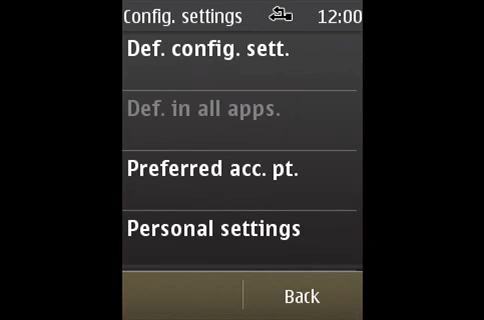 Config. settings 12:00
Def. config. sett.
Def. in all apps.
Preferred acc. pt.
Personal settings
Back